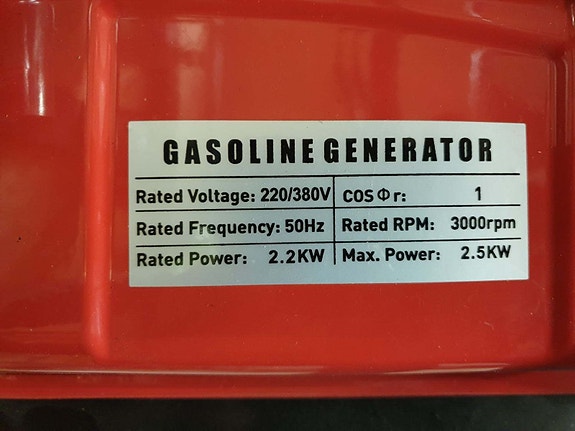 GASOLINE GENERATOR
Rated Voltage: 220/380V COS Φ r: 1
Rated Frequency: 50Hz Rated RPM: 3000rpm
Rated Power: 2.2KW Max. Power: 2.5KW